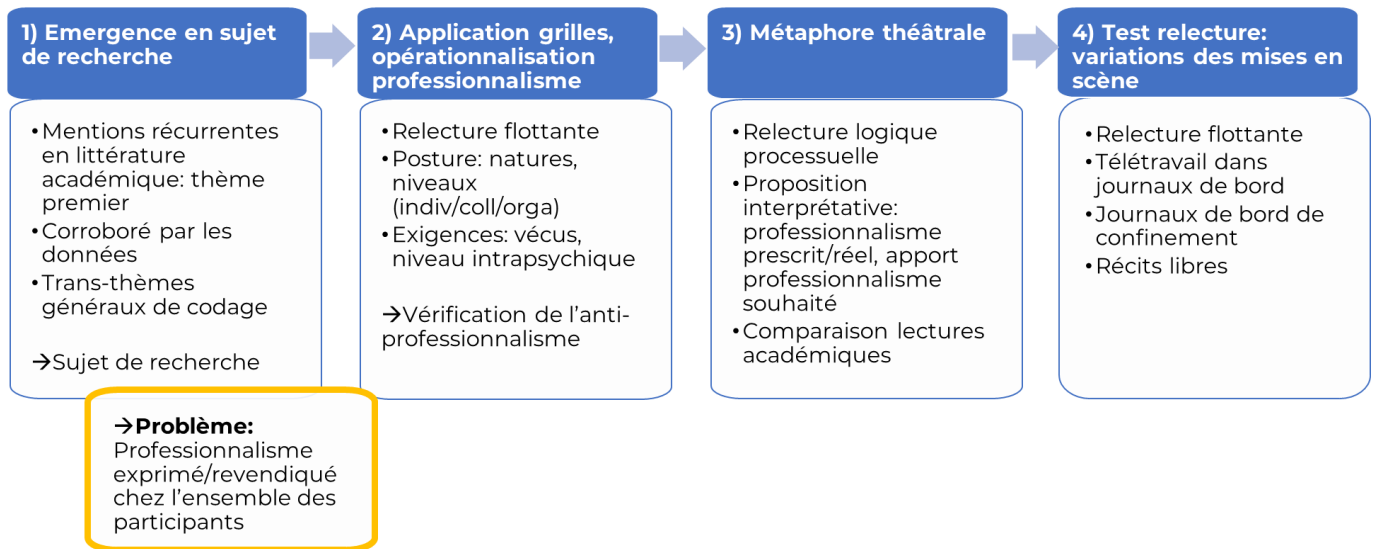 1) Emergence en sujet
de recherche
•Mentions récurrentes
en littérature
académique: thème
premier
•Corroboré par les
données
•Trans-thèmes
généraux de codage
→Sujet de recherche
→Problème:
Professionnalisme
exprimé/revendiqué
chez l'ensemble des
participants
2) Application grilles,
opérationnalisation
professionnalisme
•Relecture flottante
•Posture: natures,
niveaux
(indiv/coll/orga)
•Exigences: vécus,
niveau intrapsychique
→Vérification de l'anti-
professionnalisme
3) Métaphore théâtrale
•Relecture logique
processuelle
•Proposition
interprétative:
professionnalisme
prescrit/réel, apport
professionnalisme
souhaité
•Comparaison lectures
académiques
4) Test relecture:
variations des mises en
scène
•Relecture flottante
•Télétravail dans
journaux de bord
•Journaux de bord de
confinement
•Récits libres